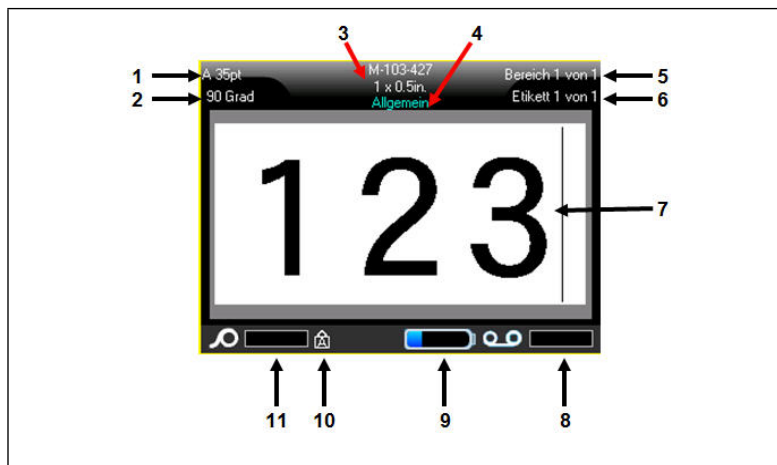 3 4
1 A 35pt M-103-427 Bereich 1 von 1 5
1 x 0.5in.
2 90 Grad Allgemein Etikett 1 von 1 6
123 7
11 10 9 8